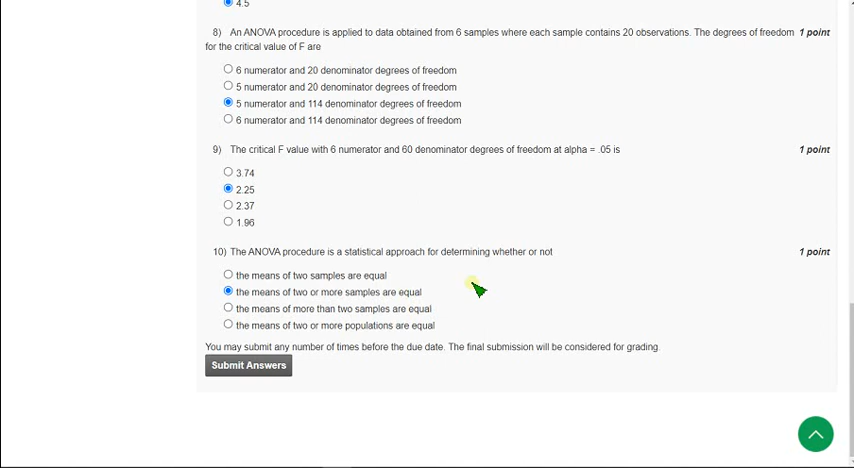 4.5
8) An ANOVA procedure is applied to data obtained from 6 samples where each sample contains 20 observations. The degrees of freedom 1 point
for the critical value of F are
6 numerator and 20 denominator degrees of freedom
5 numerator and 20 denominator degrees of freedom
5 numerator and 114 denominator degrees of freedom
6 numerator and 114 denominator degrees of freedom
9) The critical F value with 6 numerator and 60 denominator degrees of freedom at alpha = .05 is 1 point
3.74
2.25
2.37
1.96
10) The ANOVA procedure is a statistical approach for determining whether or not 1 point
the means of two samples are equal
the means of two or more samples are equal
the means of more than two samples are equal
the means of two or more populations are equal
You may submit any number of times before the due date. The final submission will be considered for grading.
Submit Answers